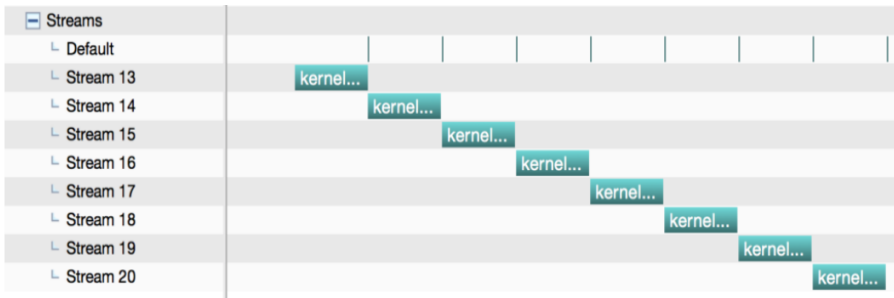 Streams
Default
Stream 13 kernel...
Stream 14 kernel...
Stream 15 kernel...
Stream 16 kernel...
Stream 17 kernel...
Stream 18 kernel...
Stream 19 kernel...
Stream 20 kernel...